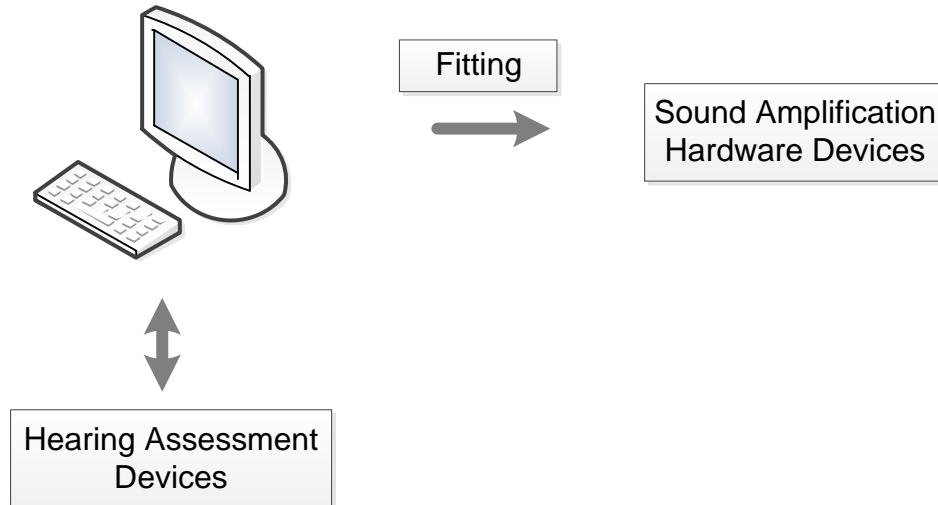 Fitting
Sound Amplification
Hardware Devices
Hearing Assessment
Devices